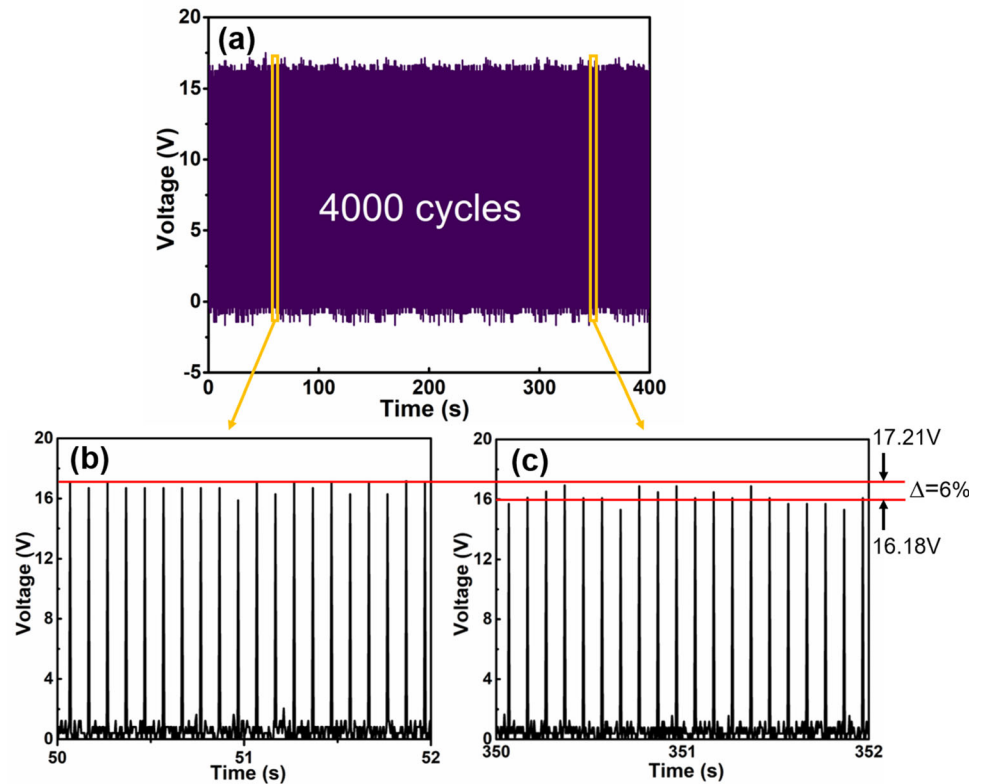 (a)
20
15
10
5
0
-5
Voltage (V)
4000 cycles
0 100 200 300 400
Time (s)
(b)
20
16
12
8
4
0
Voltage (V)
50 51 52
Time (s)
(c)
20
16
12
8
4
0
Voltage (V)
350 351 352
Time (s)
17.21V
Δ=6%
16.18V